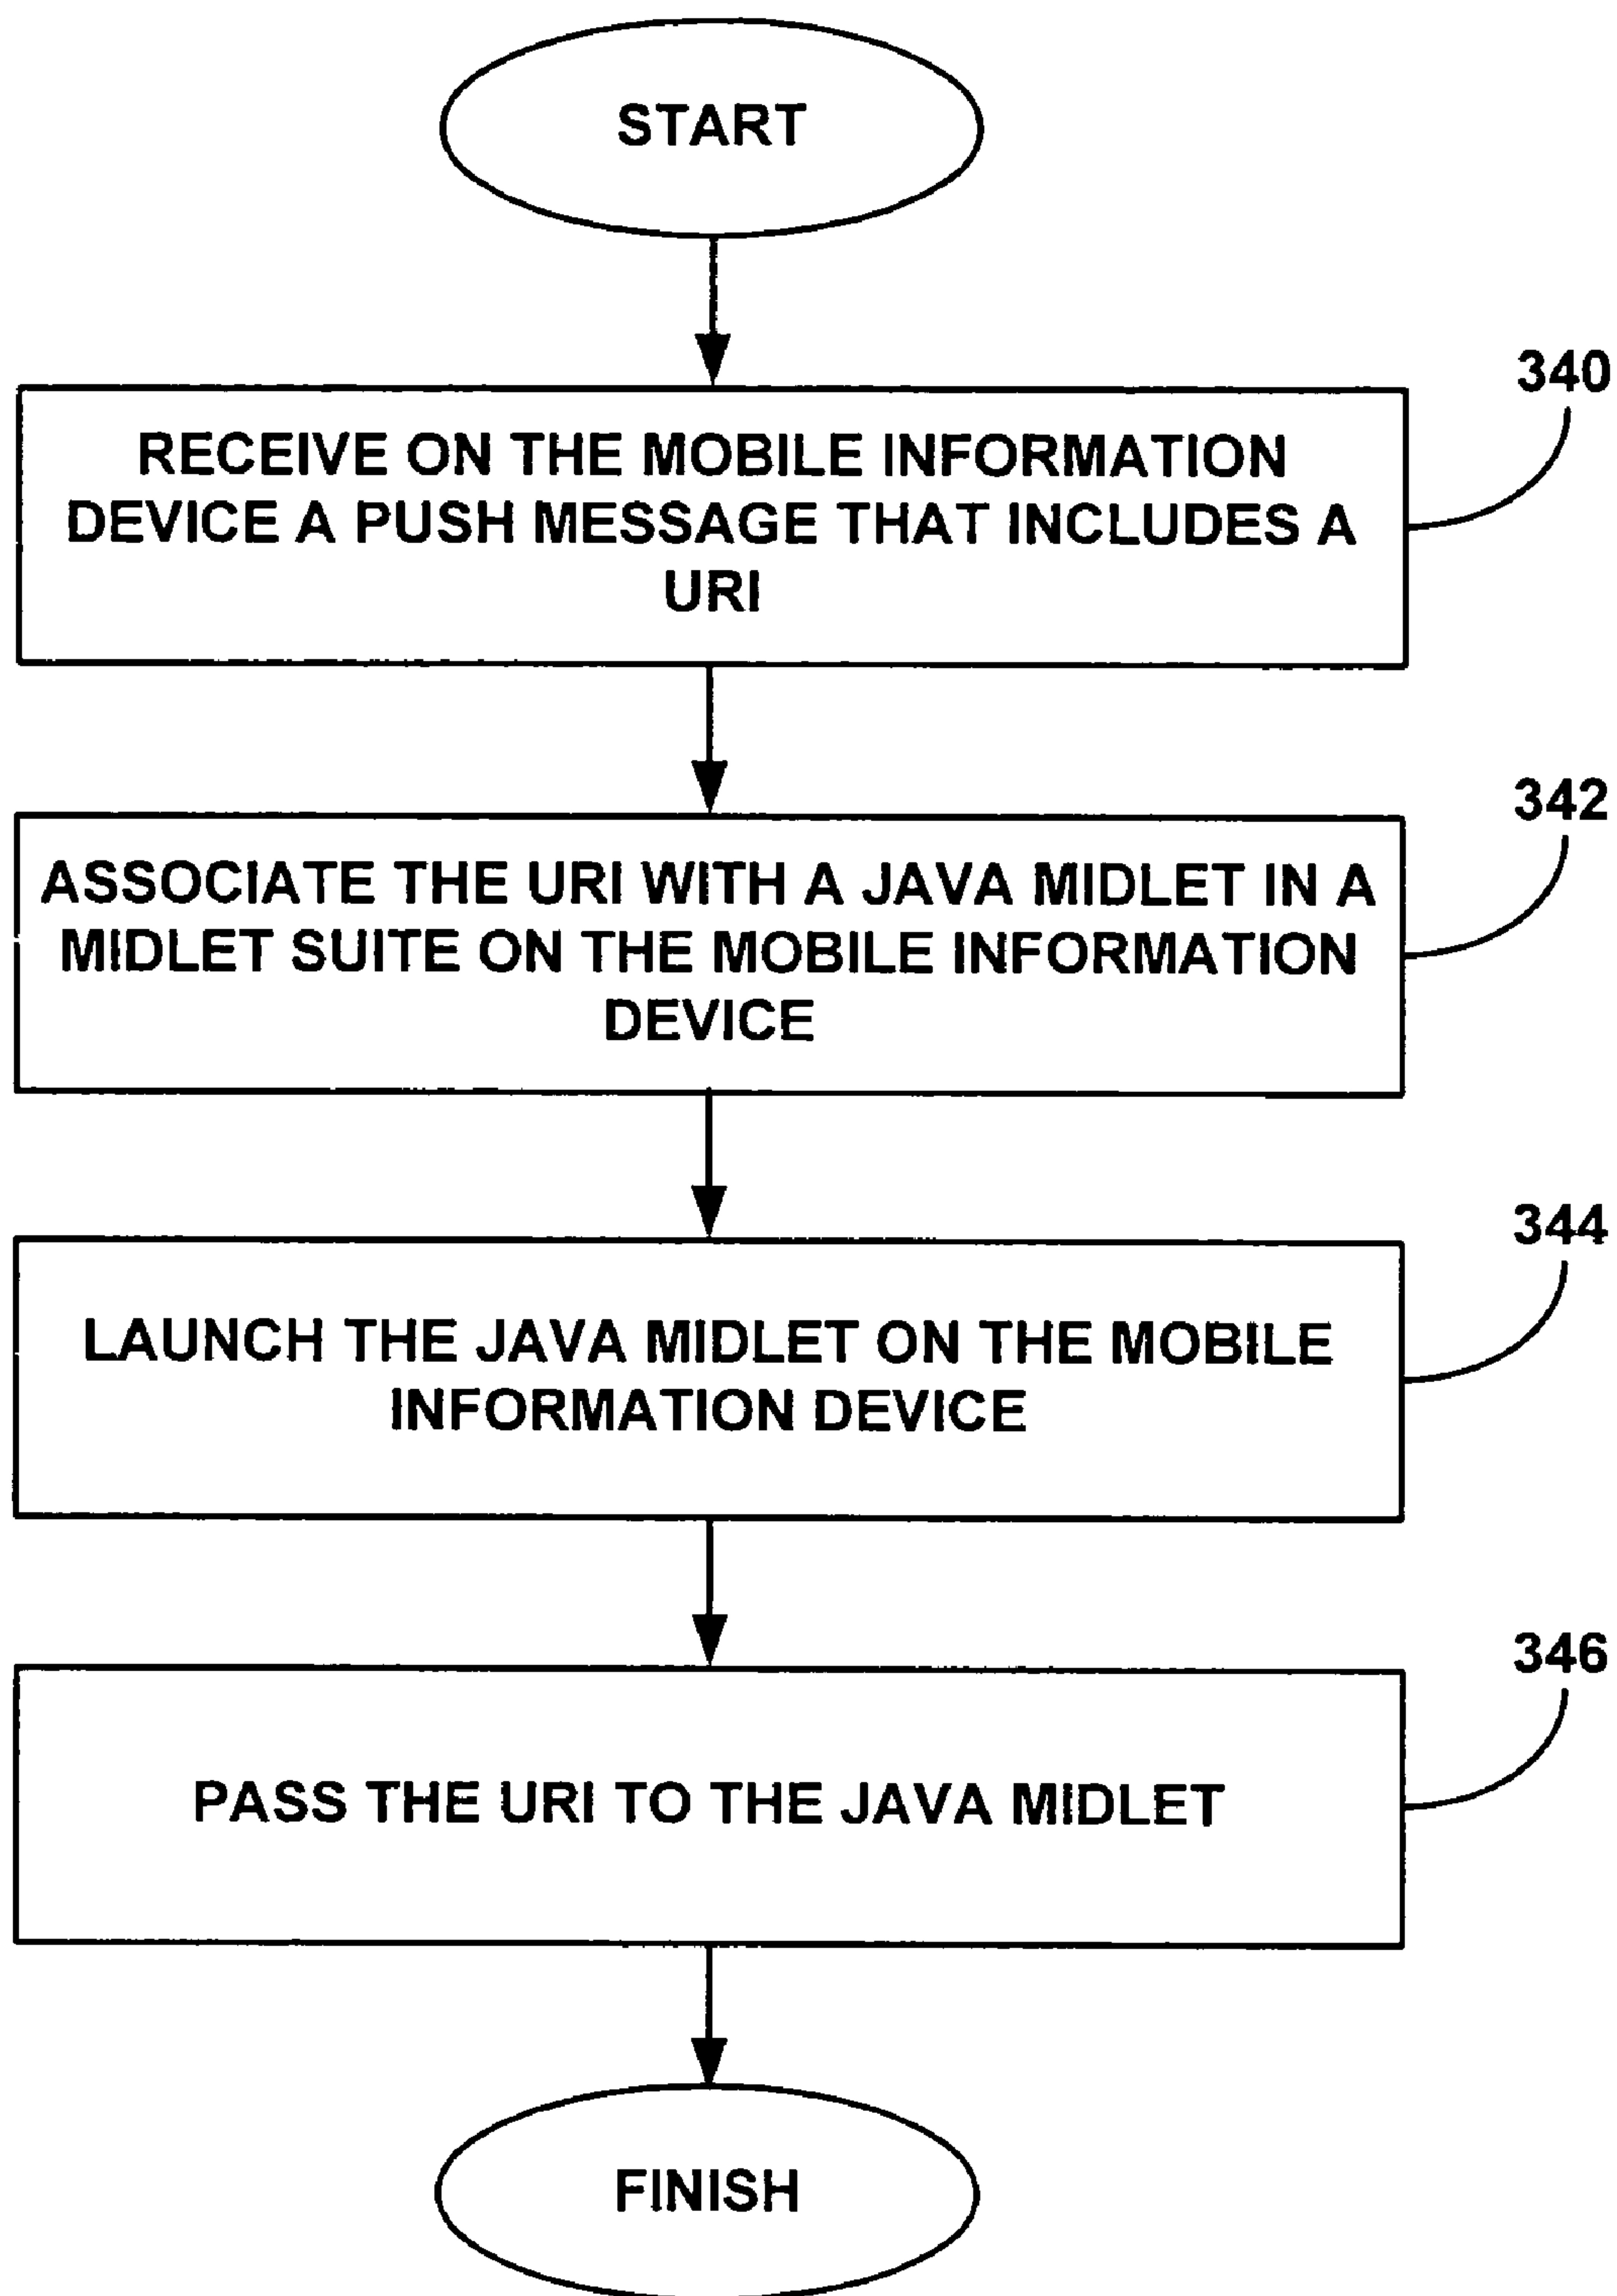 START
340
RECEIVE ON THE MOBILE INFORMATION
DEVICE A PUSH MESSAGE THAT INCLUDES A
URI
342
ASSOCIATE THE URI WITH A JAVA MIDLET IN A
MIDLET SUITE ON THE MOBILE INFORMATION
DEVICE
344
LAUNCH THE JAVA MIDLET ON THE MOBILE
INFORMATION DEVICE
346
PASS THE URI TO THE JAVA MIDLET
FINISH